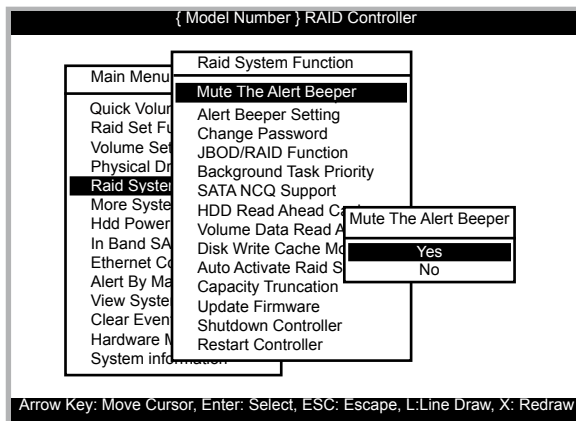 { Model Number } RAID Controller
Main Menu
Quick Volu
Raid Set Fu
Volume Set
Physical Dr
Raid Syste
More Syste
Hdd Power
In Band SA
Ethernet Co
Alert By Ma
View Syste
Clear Even
Hardware M
System information
Raid System Function
Mute The Alert Beeper
Alert Beeper Setting
Change Password
JBOD/RAID Function
Background Task Priority
SATA NCQ Support
HDD Read Ahead Ca
Volume Data Read A
Disk Write Cache Mo
Auto Activate Raid S
Capacity Truncation
Update Firmware
Shutdown Controller
Restart Controller
Mute The Alert Beeper
Yes
No
Arrow Key: Move Cursor, Enter: Select, ESC: Escape, L:Line Draw, X: Redraw